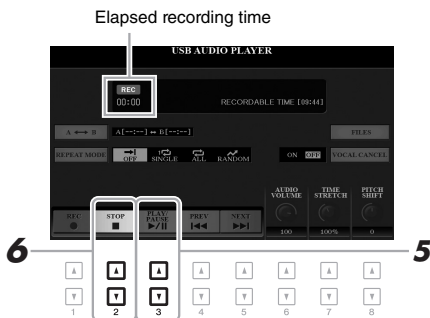 Elapsed recording time
USB AUDIO PLAYER
REC
00:00
RECORDABLE TIME [09:44]
A ↔ B
A[--:--] ↔ B[--:--]
FILES
REPEAT MODE
OFF
1 SINGLE
ALL
RANDOM
ON OFF
VOCAL CANCEL
AUDIO VOLUME
TIME STRETCH
PITCH SHIFT
REC
STOP
PLAY/PAUSE
PREV
NEXT
100
100%
0
6
5
1 2 3 4 5 6 7 8